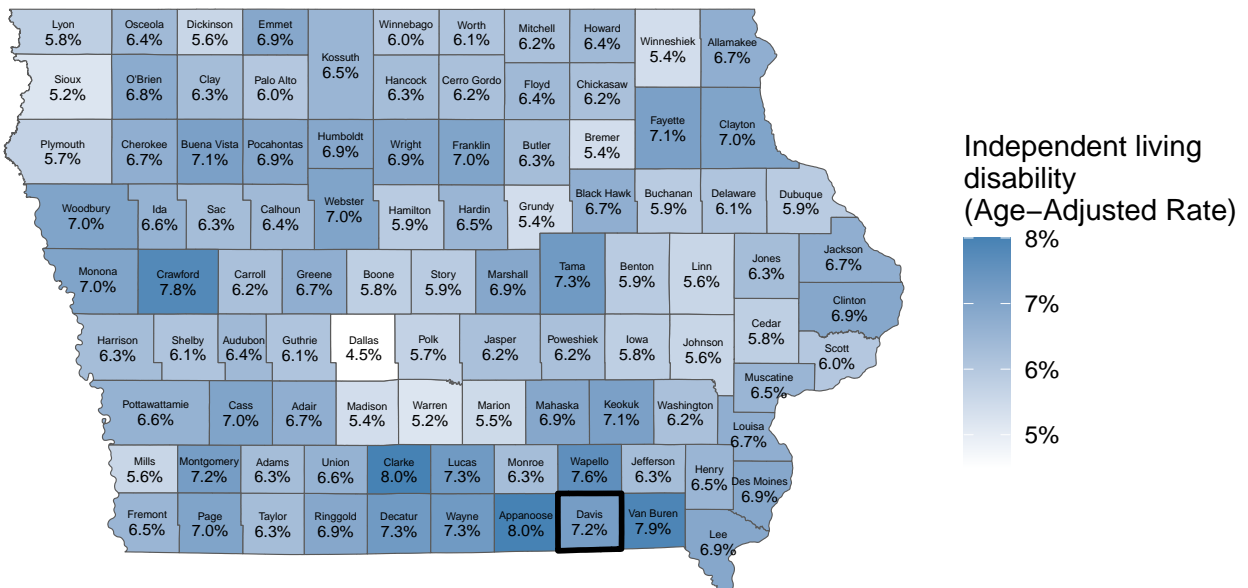 Lyon Osceola Dickinson Emmet Winnebago Worth Mitchell Howard Winneshiek Allamakee
5.8% 6.4% 5.6% 6.9% 6.0% 6.1% 6.2% 6.4% 5.4% 6.7%
Kossuth
6.5%
Sioux O'Brien Clay Palo Alto Hancock Cerro Gordo Floyd Chickasaw
5.2% 6.8% 6.3% 6.0% 6.3% 6.2% 6.4% 6.2%
Fayette Clayton
7.1% 7.0%
Plymouth Cherokee Buena Vista Pocahontas Humboldt Wright Franklin Butler Bremer
5.7% 6.7% 7.1% 6.9% 6.9% 6.9% 7.0% 6.3% 5.4%
Woodbury Ida Sac Calhoun Webster Hamilton Hardin Grundy Black Hawk Buchanan Delaware Dubuque
7.0% 6.6% 6.3% 6.4% 7.0% 5.9% 6.5% 5.4% 6.7% 5.9% 6.1% 5.9%
Monona Crawford Carroll Greene Boone Story Marshall Tama Benton Linn Jones Jackson
7.0% 7.8% 6.2% 6.7% 5.8% 5.9% 6.9% 7.3% 5.9% 5.6% 6.3% 6.7%
Clinton
6.9%
Harrison Shelby Audubon Guthrie Dallas Polk Jasper Poweshiek Iowa Johnson Cedar Scott
6.3% 6.1% 6.4% 6.1% 4.5% 5.7% 6.2% 6.2% 5.8% 5.6% 5.8% 6.0%
Muscatine
6.5%
Pottawattamie Cass Adair Madison Warren Marion Mahaska Keokuk Washington Louisa
6.6% 7.0% 6.7% 5.4% 5.2% 5.5% 6.9% 7.1% 6.2% 6.7%
Mills Montgomery Adams Union Clarke Lucas Monroe Wapello Jefferson Henry Des Moines
5.6% 7.2% 6.3% 6.6% 8.0% 7.3% 6.3% 7.6% 6.3% 6.5% 6.9%
Fremont Page Taylor Ringgold Decatur Wayne Appanoose Davis Van Buren Lee
6.5% 7.0% 6.3% 6.9% 7.3% 7.3% 8.0% 7.2% 7.9% 6.9%
Independent living
disability
(Age−Adjusted Rate)
8%
7%
6%
5%